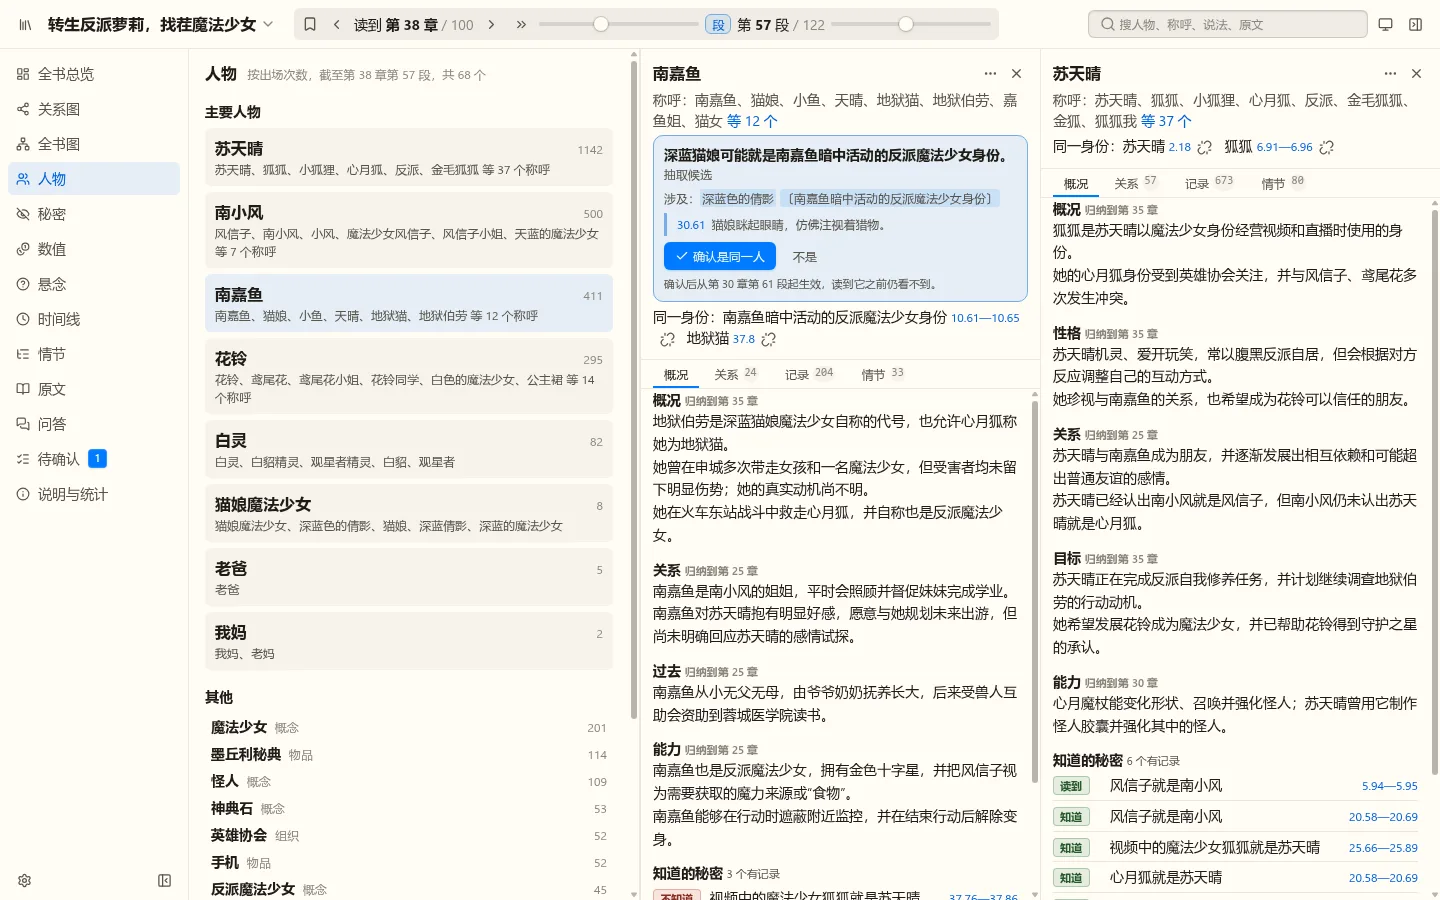 转生反派萝莉，找茬魔法少女
读到 第 38 章 / 100
段 第 57 段 / 122
搜人物、称呼、说法、原文
全书总览
关系图
全书图
人物
秘密
数值
悬念
时间线
情节
原文
问答
待确认 1
说明与统计
人物 按出场次数，截至第 38 章第 57 段，共 68 个
主要人物
苏天晴 1142
苏天晴、狐狐、小狐狸、心月狐、反派、金毛狐狐 等 37 个称呼
南小风 500
风信子、南小风、小风、魔法少女风信子、风信子小姐、天蓝的魔法少女
等 7 个称呼
南嘉鱼 411
南嘉鱼、猫娘、小鱼、天晴、地狱猫、地狱伯劳 等 12 个称呼
花铃 295
花铃、鸢尾花、鸢尾花小姐、花铃同学、白色的魔法少女、公主裙 等 14
个称呼
白灵 82
白灵、白貂精灵、观星者精灵、白貂、观星者
猫娘魔法少女 8
猫娘魔法少女、深蓝色的倩影、猫娘、深蓝倩影、深蓝的魔法少女
老爸 5
老爸
我妈 2
我妈、老妈
其他
魔法少女 概念 201
墨丘利秘典 物品 114
怪人 概念 109
神典石 概念 53
英雄协会 组织 52
手机 物品 52
反派魔法少女 概念 45
南嘉鱼
称呼：南嘉鱼、猫娘、小鱼、天晴、地狱猫、地狱伯劳、嘉
鱼姐、猫女 等 12 个
深蓝猫娘可能就是南嘉鱼暗中活动的反派魔法少女身份。
抽取候选
涉及：深蓝色的倩影 〔南嘉鱼暗中活动的反派魔法少女身份〕
30.61 猫娘眯起眼睛，仿佛注视着猎物。
确认是同一人 不是
确认后从第 30 章第 61 段起生效，读到它之前仍看不到。
同一身份：南嘉鱼暗中活动的反派魔法少女身份 10.61—10.65
地狱猫 37.8
概况 关系 24 记录 204 情节 33
概况 归纳到第 35 章
地狱伯劳是深蓝猫娘魔法少女自称的代号，也允许心月狐称
她为地狱猫。
她曾在申城多次带走女孩和一名魔法少女，但受害者均未留
下明显伤势；她的真实动机尚不明。
她在火车东站战斗中救走心月狐，并自称也是反派魔法少
女。
关系 归纳到第 25 章
南嘉鱼是南小风的姐姐，平时会照顾并督促妹妹完成学业。
南嘉鱼对苏天晴抱有明显好感，愿意与她规划未来出游，但
尚未明确回应苏天晴的感情试探。
过去 归纳到第 25 章
南嘉鱼从小无父无母，由爷爷奶奶抚养长大，后来受兽人互
助会资助到蓉城医学院读书。
能力 归纳到第 25 章
南嘉鱼也是反派魔法少女，拥有金色十字星，并把风信子视
为需要获取的魔力来源或“食物”。
南嘉鱼能够在行动时遮蔽附近监控，并在结束行动后解除变
身。
知道的秘密 3 个有记录
不知道 视频中的魔法少女狐狐就是苏天晴 37.76—37.86
苏天晴
称呼：苏天晴、狐狐、小狐狸、心月狐、反派、金毛狐狐、
金狐、狐狐我 等 37 个
同一身份：苏天晴 2.18 狐狐 6.91—6.96
概况 关系 57 记录 673 情节 80
概况 归纳到第 35 章
狐狐是苏天晴以魔法少女身份经营视频和直播时使用的身
份。
她的心月狐身份受到英雄协会关注，并与风信子、鸢尾花多
次发生冲突。
性格 归纳到第 35 章
苏天晴机灵、爱开玩笑，常以腹黑反派自居，但会根据对方
反应调整自己的互动方式。
她珍视与南嘉鱼的关系，也希望成为花铃可以信任的朋友。
关系 归纳到第 25 章
苏天晴与南嘉鱼成为朋友，并逐渐发展出相互依赖和可能超
出普通友谊的感情。
苏天晴已经认出南小风就是风信子，但南小风仍未认出苏天
晴就是心月狐。
目标 归纳到第 35 章
苏天晴正在完成反派自我修养任务，并计划继续调查地狱伯
劳的行动动机。
她希望发展花铃成为魔法少女，并已帮助花铃得到守护之星
的承认。
能力 归纳到第 30 章
心月魔杖能变化形状、召唤并强化怪人；苏天晴曾用它制作
怪人胶囊并强化其中的怪人。
知道的秘密 6 个有记录
读到 风信子就是南小风 5.94—5.95
知道 风信子就是南小风 20.58—20.69
知道 视频中的魔法少女狐狐就是苏天晴 25.66—25.89
知道 心月狐就是苏天晴 20.58—20.69